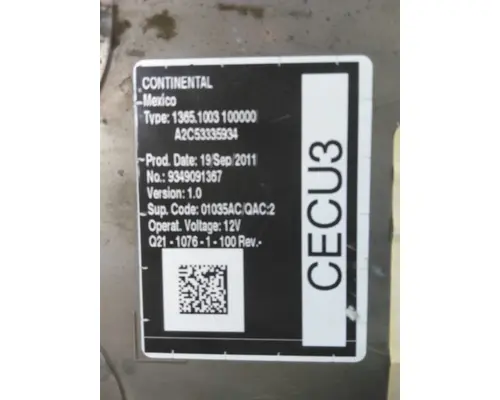 CONTINENTAL
Mexico
Type: 1365.1003 100000
A2C53335934
Prod. Date: 19/Sep/2011
No.: 9349091367
Version: 1.0
Sup. Code: 01035AC/QAC:2
Operat. Voltage: 12V
Q21 - 1076 - 1 - 100 Rev.-
CECU3